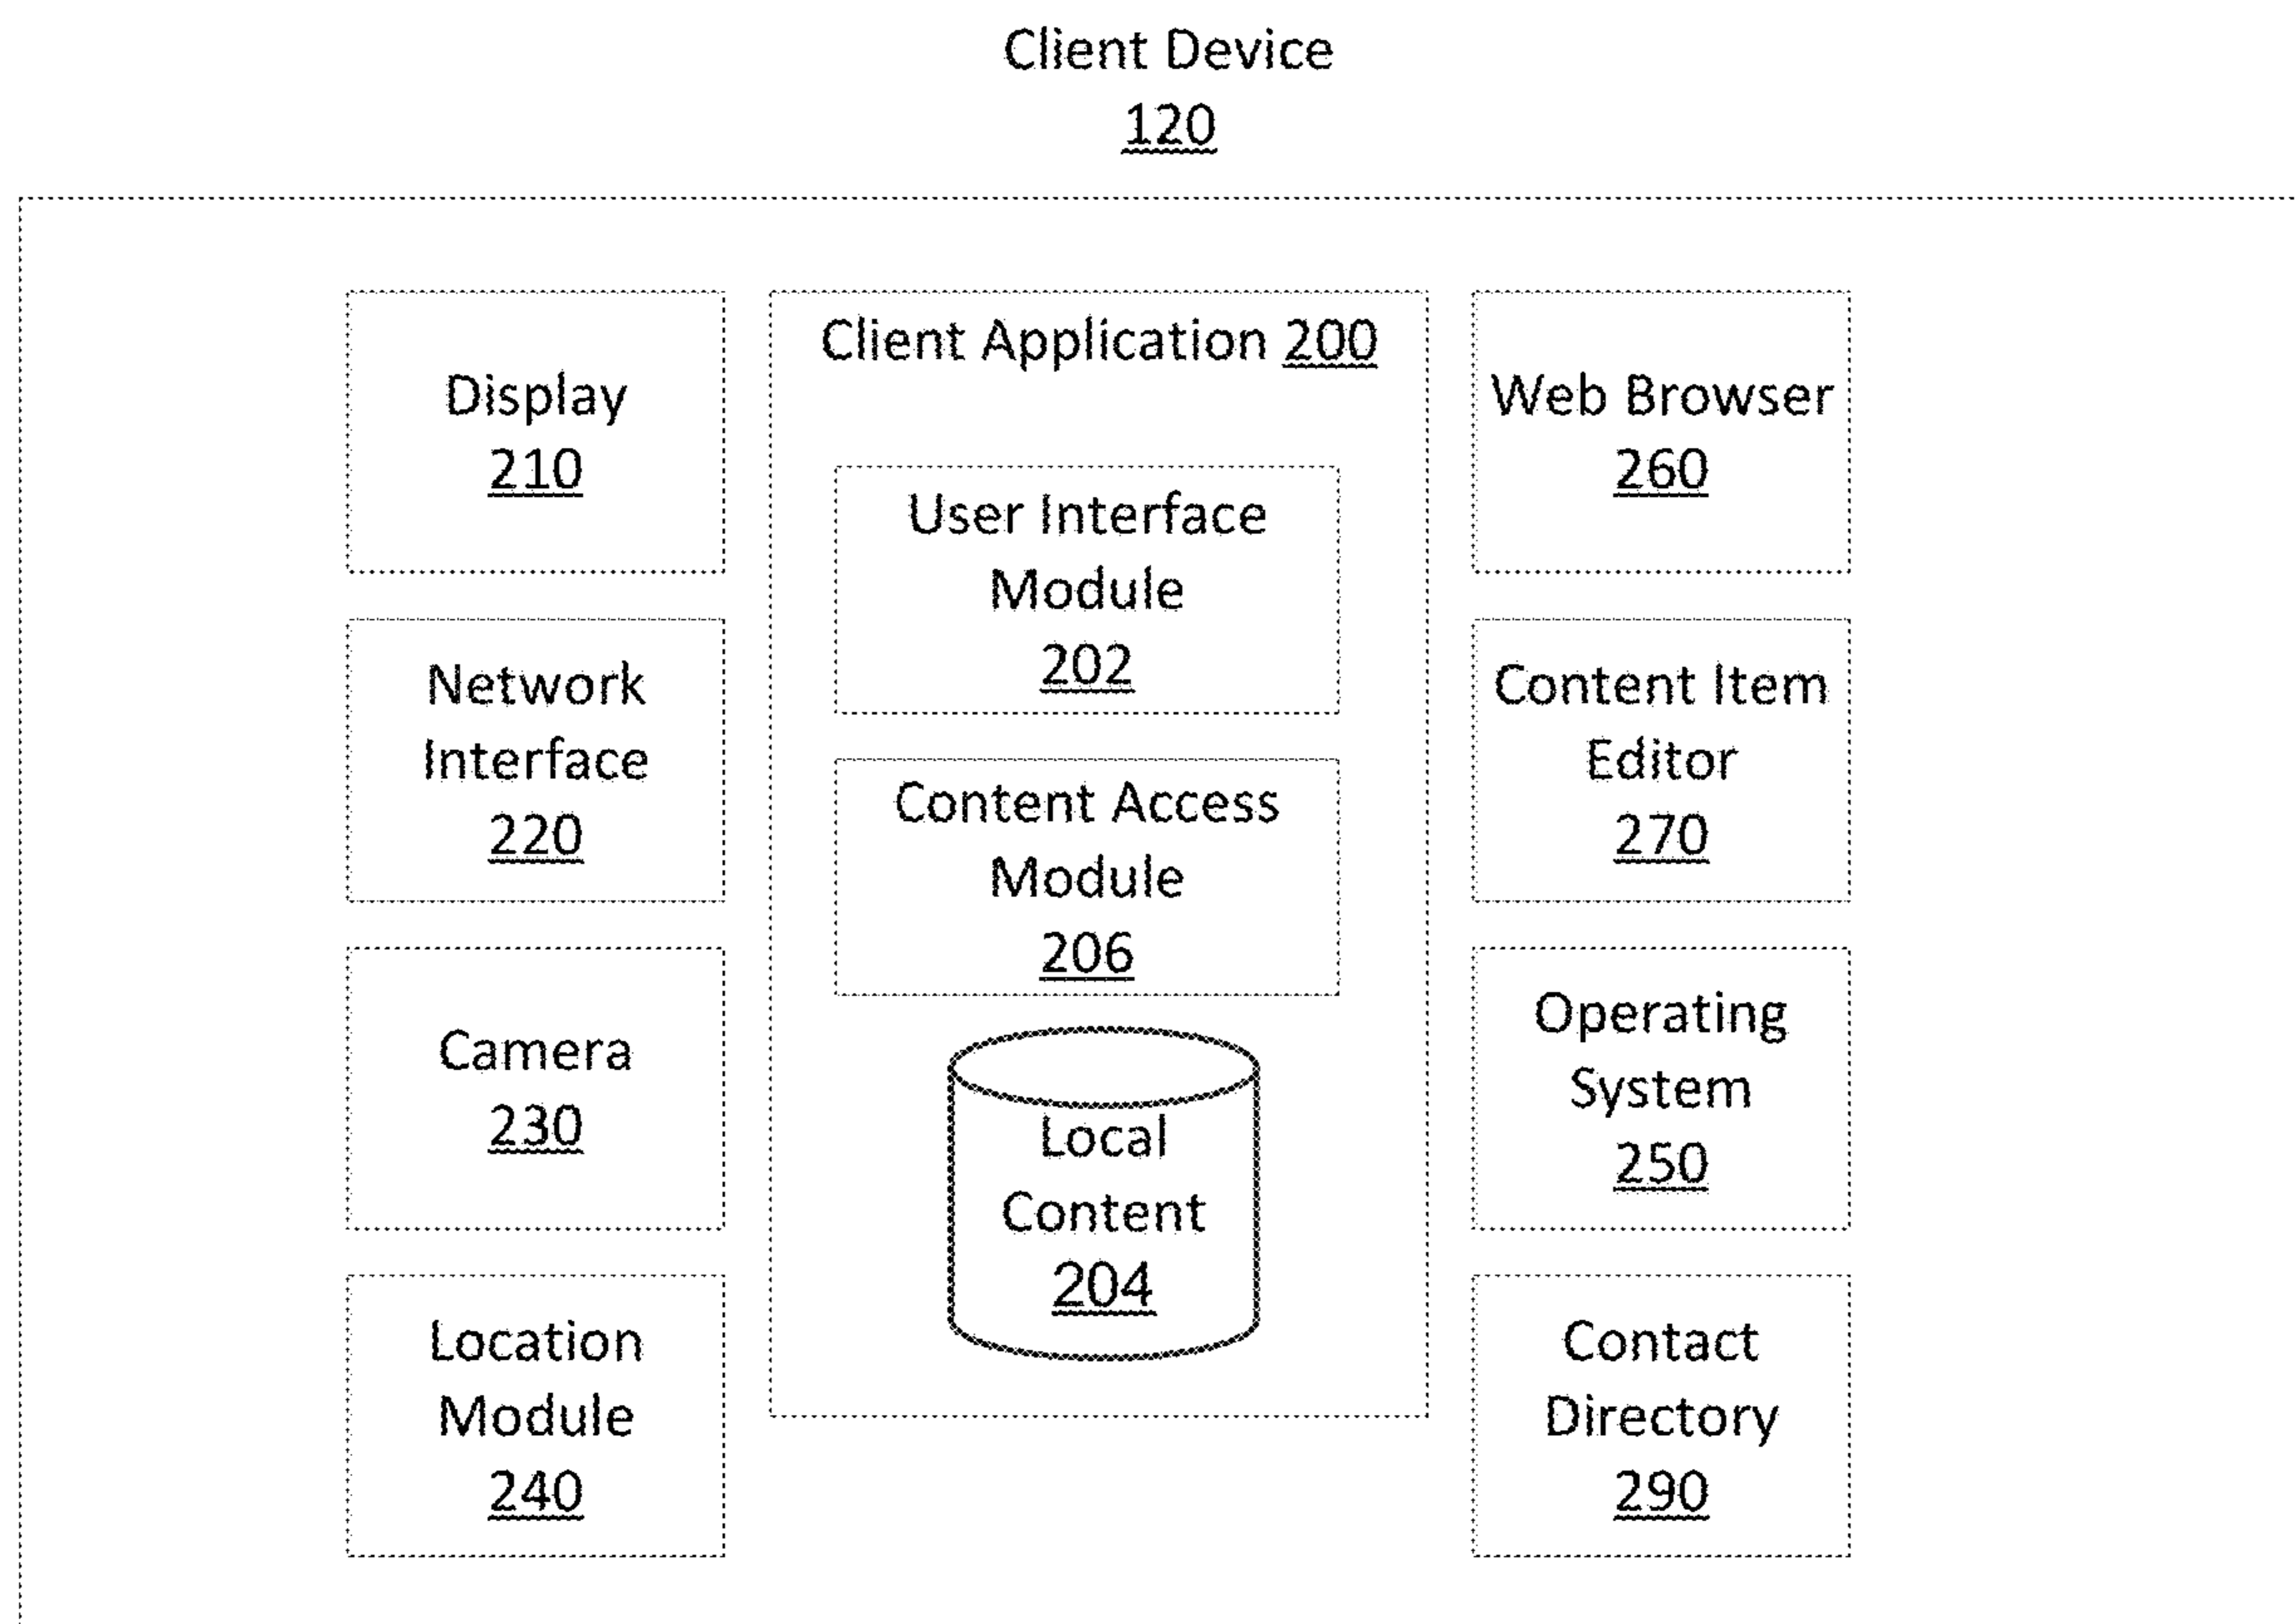 Client Device
120
Display
210
Network
Interface
220
Camera
230
Location
Module
240
Client Application 200
User Interface
Module
202
Content Access
Module
206
Local
Content
204
Web Browser
260
Content Item
Editor
270
Operating
System
250
Contact
Directory
290